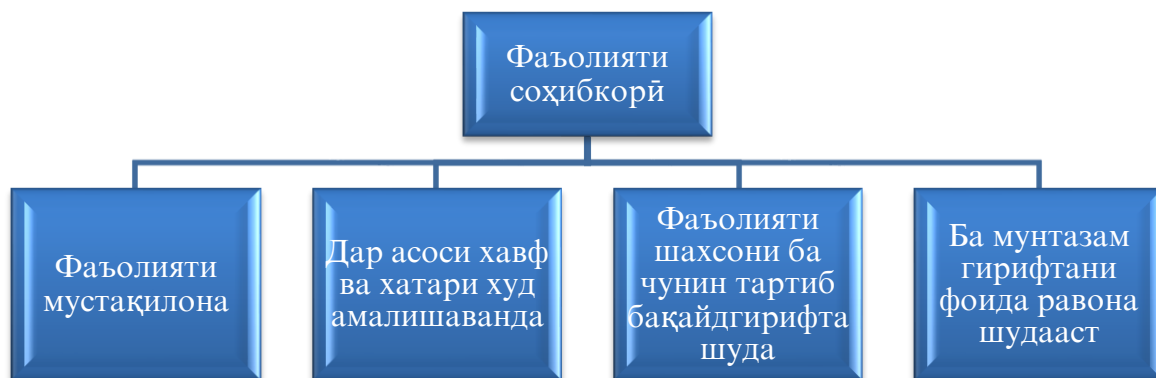 Фаъолияти
соҳибкорӣ
Фаъолияти
мустақилона
Дар асоси хавф
ва хатари худ
амалишаванда
Фаъолияти
шахсони ба
чунин тартиб
бақайдгирифта
шуда
Ба мунтазам
гирифтани
фоида равона
шудааст